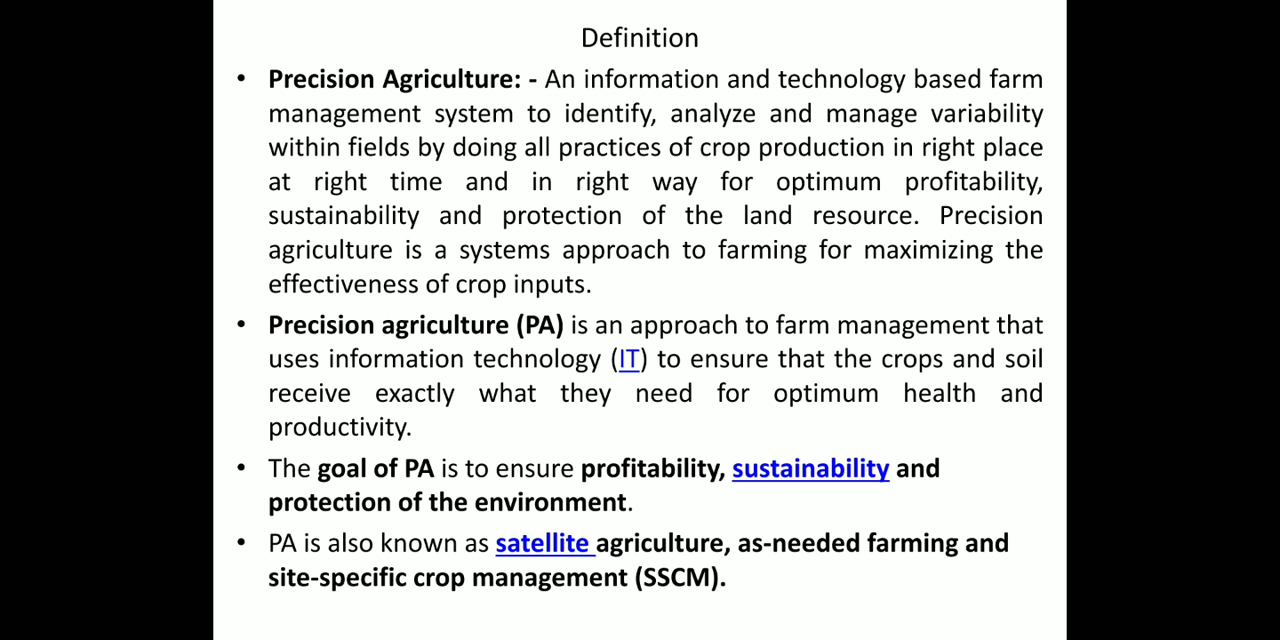 Definition
• Precision Agriculture: - An information and technology based farm
management system to identify, analyze and manage variability
within fields by doing all practices of crop production in right place
at right time and in right way for optimum profitability,
sustainability and protection of the land resource. Precision
agriculture is a systems approach to farming for maximizing the
effectiveness of crop inputs.
• Precision agriculture (PA) is an approach to farm management that
uses information technology (IT) to ensure that the crops and soil
receive exactly what they need for optimum health and
productivity.
• The goal of PA is to ensure profitability, sustainability and
protection of the environment.
• PA is also known as satellite agriculture, as-needed farming and
site-specific crop management (SSCM).